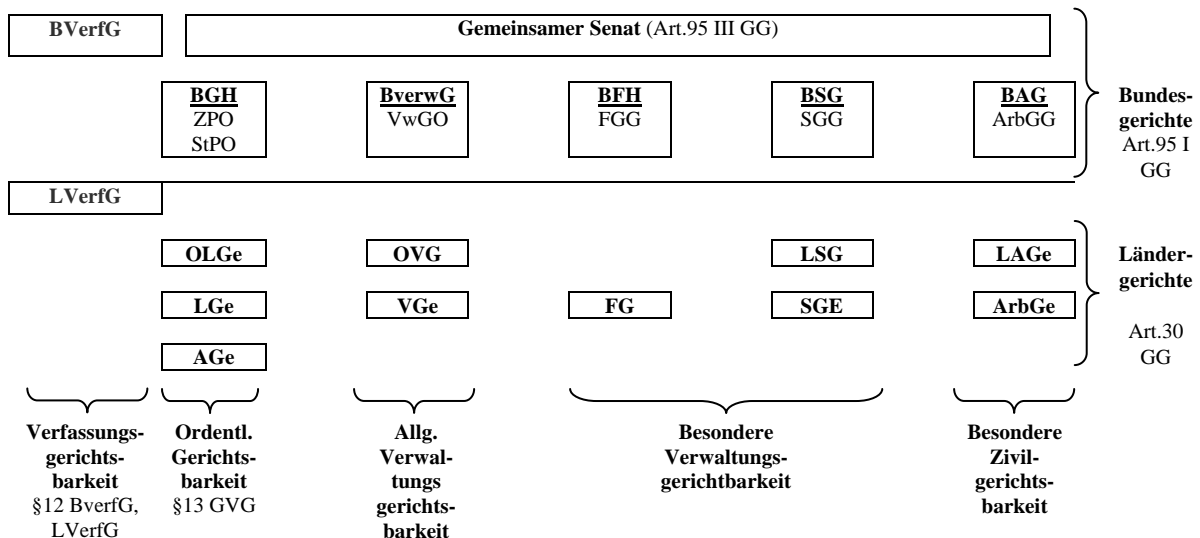 BVerfG
Gemeinsamer Senat (Art.95 III GG)
BGH
ZPO
StPO
BverwG
VwGO
BFH
FGG
BSG
SGG
BAG
ArbGG
Bundes-
gerichte
Art.95 I
GG
LVerfG
OLGe
OVG
LSG
LAGe
Länder-
gerichte
LGe
VGe
FG
SGE
ArbGe
Art.30
GG
AGe
Verfassungs-
gerichts-
barkeit
§12 BverfG,
LVerfG
Ordentl.
Gerichts-
barkeit
§13 GVG
Allg.
Verwal-
tungs
gerichts-
barkeit
Besondere
Verwaltungs-
gerichtbarkeit
Besondere
Zivil-
gerichts-
barkeit